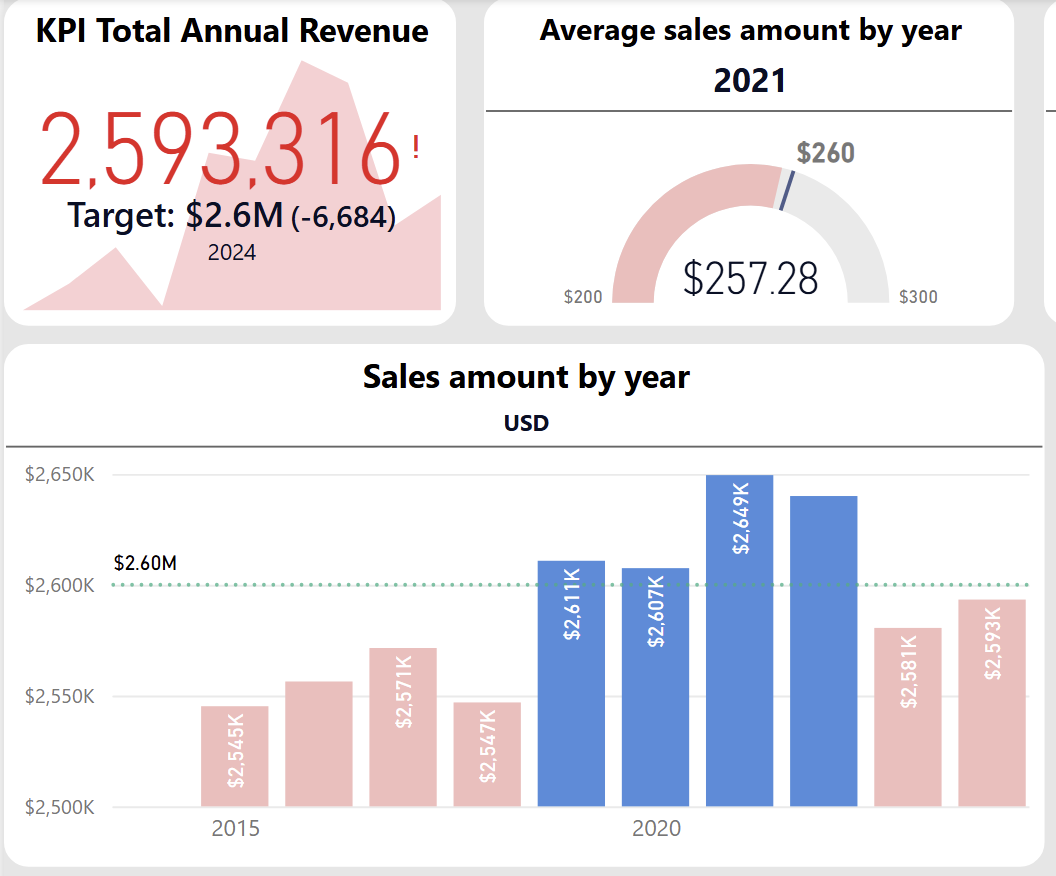 KPI Total Annual Revenue
2,593,316 !
Target: $2.6M (-6,684)
2024
Average sales amount by year
2021
$260
$257.28
$200
$300
Sales amount by year
USD
$2,650K
$2.60M
$2,600K
$2,550K
$2,500K
$2,545K
$2,571K
$2,547K
$2,611K
$2,607K
$2,649K
$2,581K
$2,593K
2015
2020